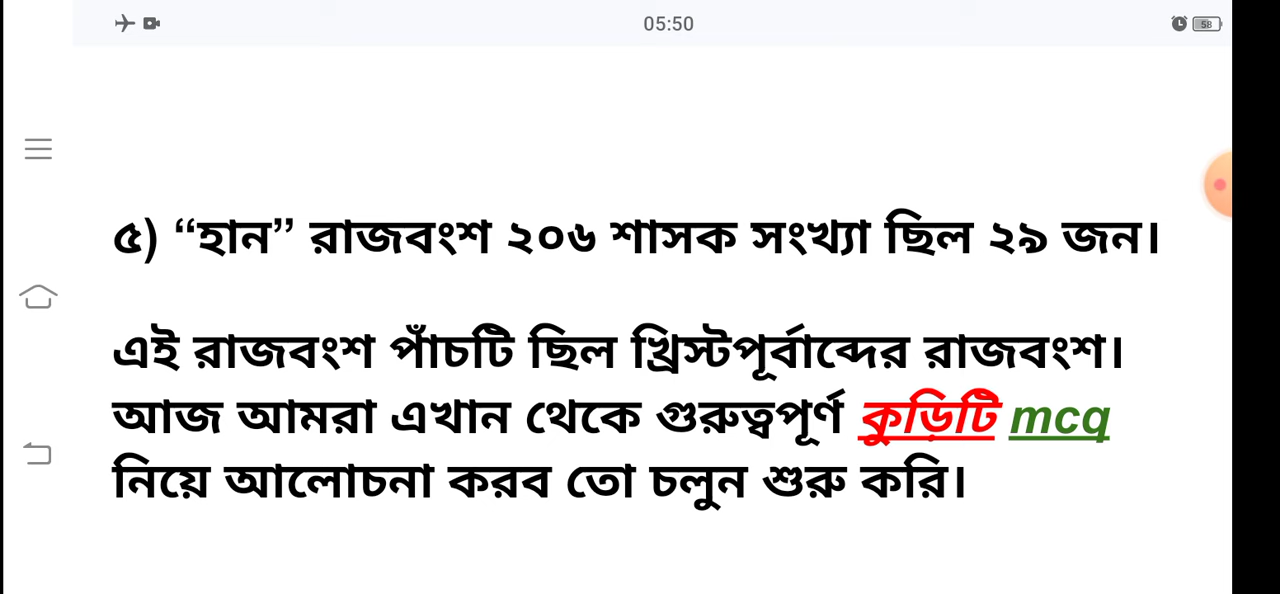 05:50
58
৫) “হান” রাজবংশ ২০৬ শাসক সংখ্যা ছিল ২৯ জন।
এই রাজবংশ পাঁচটি ছিল খ্রিস্টপূর্বাব্দের রাজবংশ।
আজ আমরা এখান থেকে গুরুত্বপূর্ণ কুড়িটি mcq
নিয়ে আলোচনা করব তো চলুন শুরু করি।